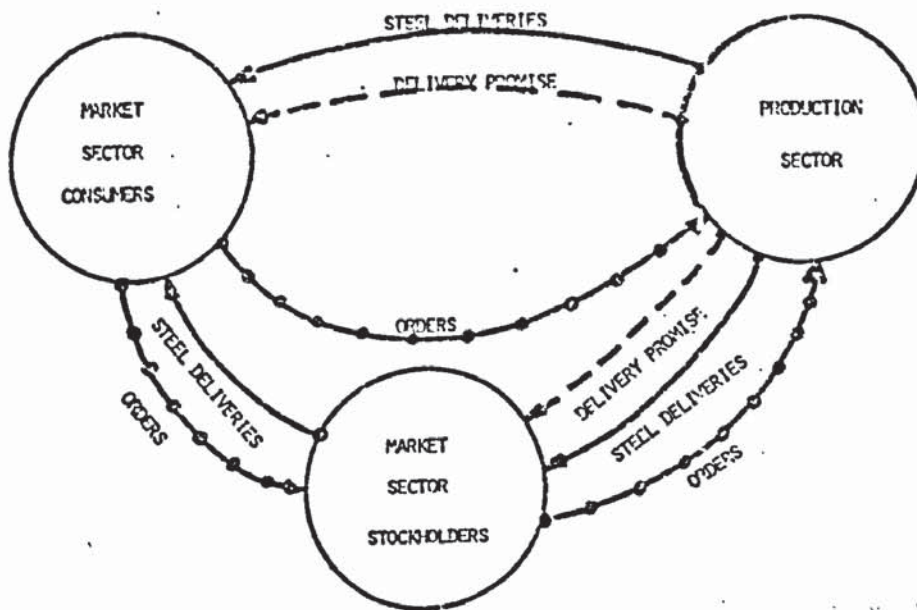 STEEL DELIVERIES
DELIVERY PROMISE
MARKET
SECTOR
CONSUMERS
PRODUCTION
SECTOR
ORDERS
STEEL DELIVERIES
ORDERS
DELIVERY PROMISE
STEEL DELIVERIES
ORDERS
MARKET
SECTOR
STOCKHOLDERS